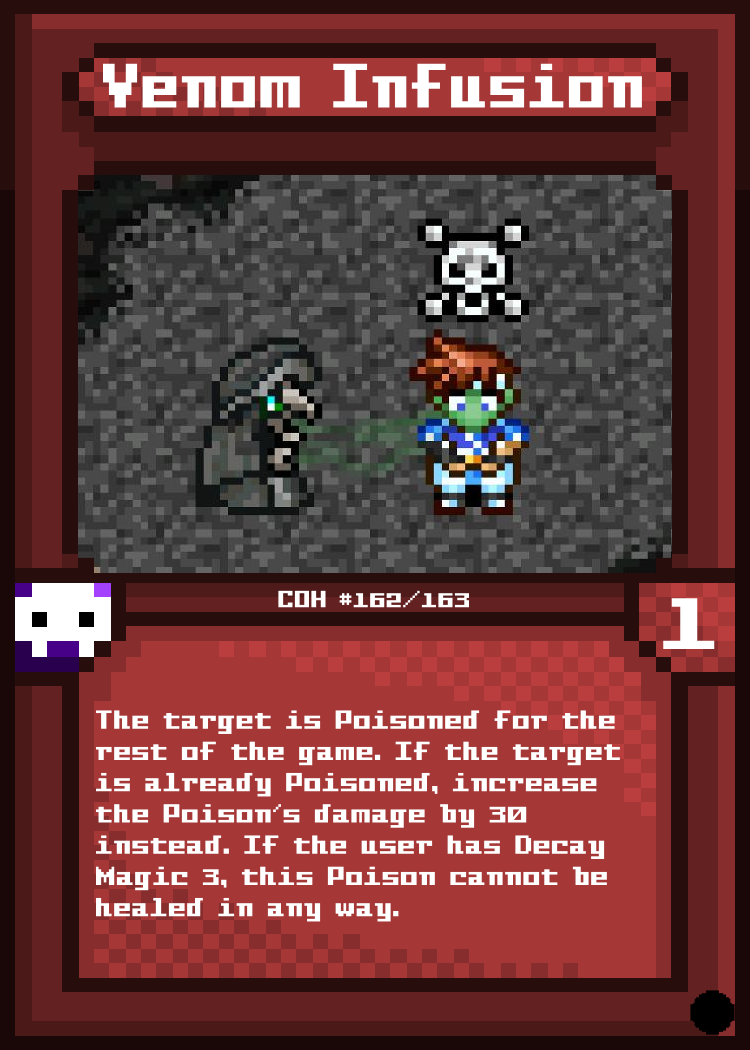 Venom Infusion
COH #162/163
1
The target is Poisoned for the
rest of the game. If the target
is already Poisoned, increase
the Poison's damage by 30
instead. If the user has Decay
Magic 3, this Poison cannot be
healed in any way.